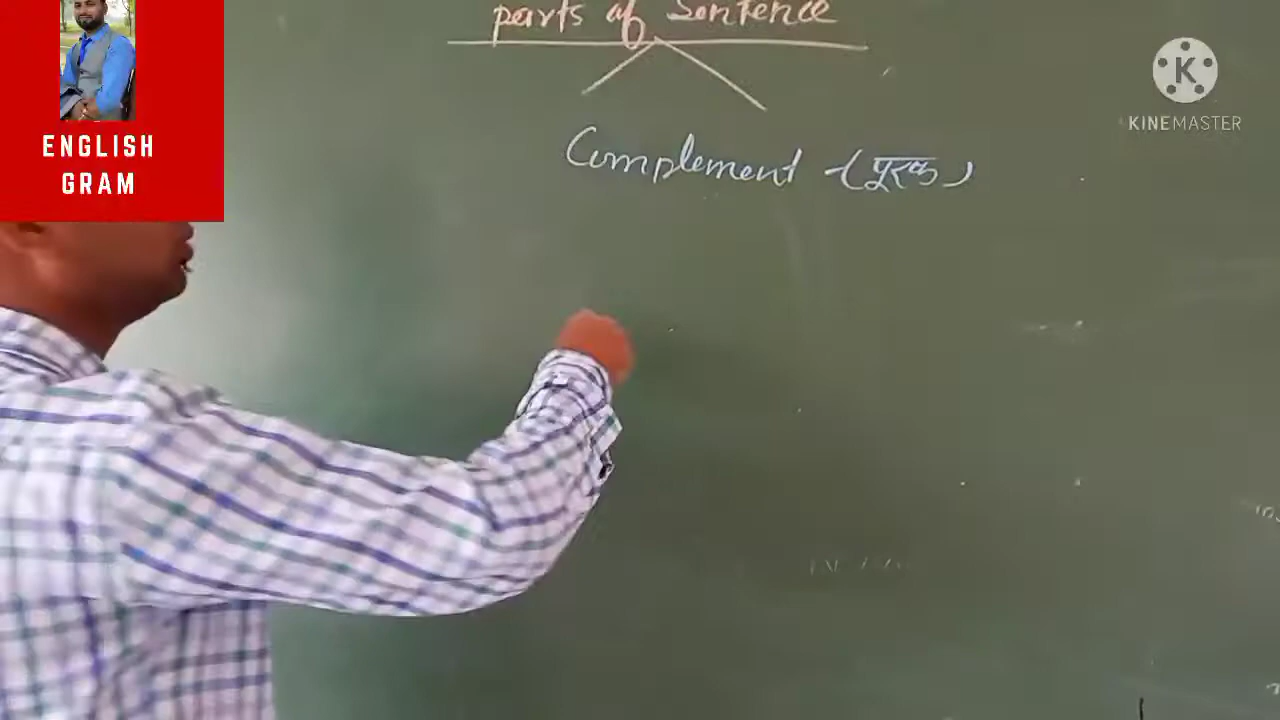 parts of Sentence
Complement -(पुरक)
ENGLISH
GRAM
KINEMASTER